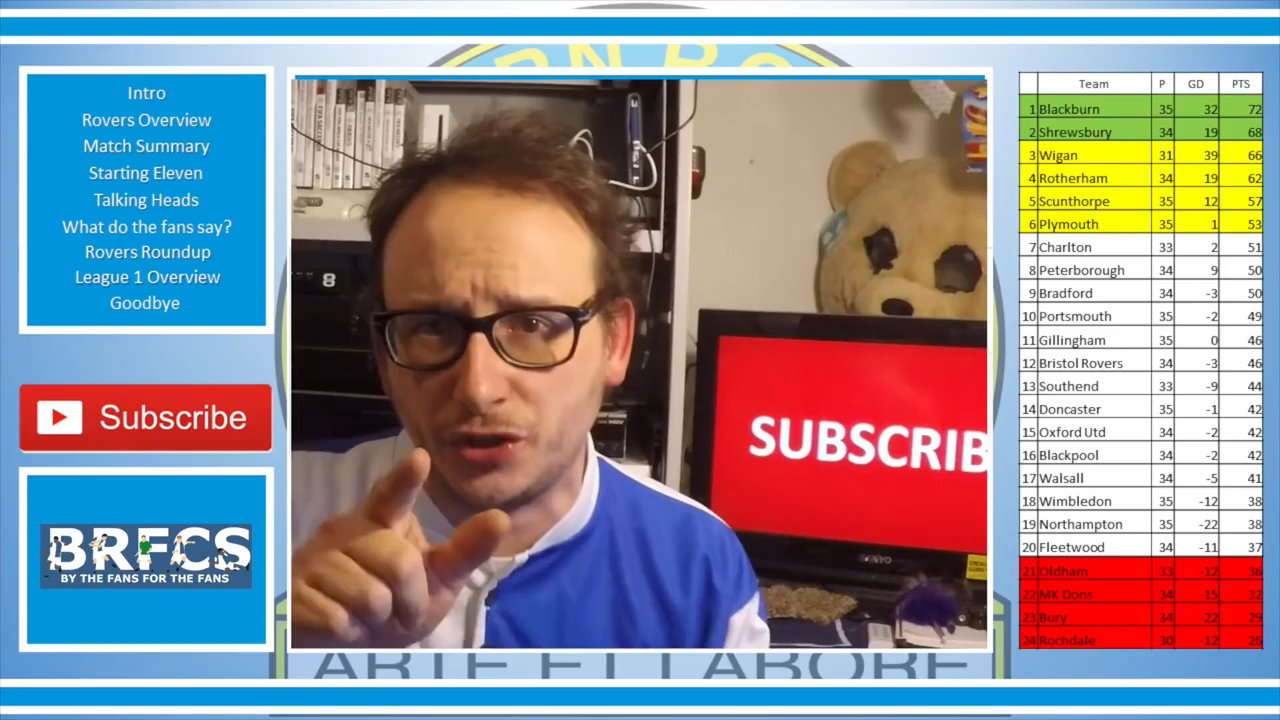 RN RO
Intro
Rovers Overview
Match Summary
Starting Eleven
Talking Heads
What do the fans say?
Rovers Roundup
League 1 Overview
Goodbye
Subscribe
BRFCS
BY THE FANS FOR THE FANS
8
SUBSCRIB
SANYO
Team P GD PTS
1 Blackburn 35 32 72
2 Shrewsbury 34 19 68
3 Wigan 31 39 66
4 Rotherham 34 19 62
5 Scunthorpe 35 12 57
6 Plymouth 35 1 53
7 Charlton 33 2 51
8 Peterborough 34 9 50
9 Bradford 34 -3 50
10 Portsmouth 35 -2 49
11 Gillingham 35 0 46
12 Bristol Rovers 34 -3 46
13 Southend 33 -9 44
14 Doncaster 35 -1 42
15 Oxford Utd 34 -2 42
16 Blackpool 34 -2 42
17 Walsall 34 -5 41
18 Wimbledon 35 -12 38
19 Northampton 35 -22 38
20 Fleetwood 34 -11 37
21 Oldham 33 -12 36
22 MK Dons 34 -15 32
23 Bury 34 -22 29
24 Rochdale 30 -12 26
ARTE ET LABORE